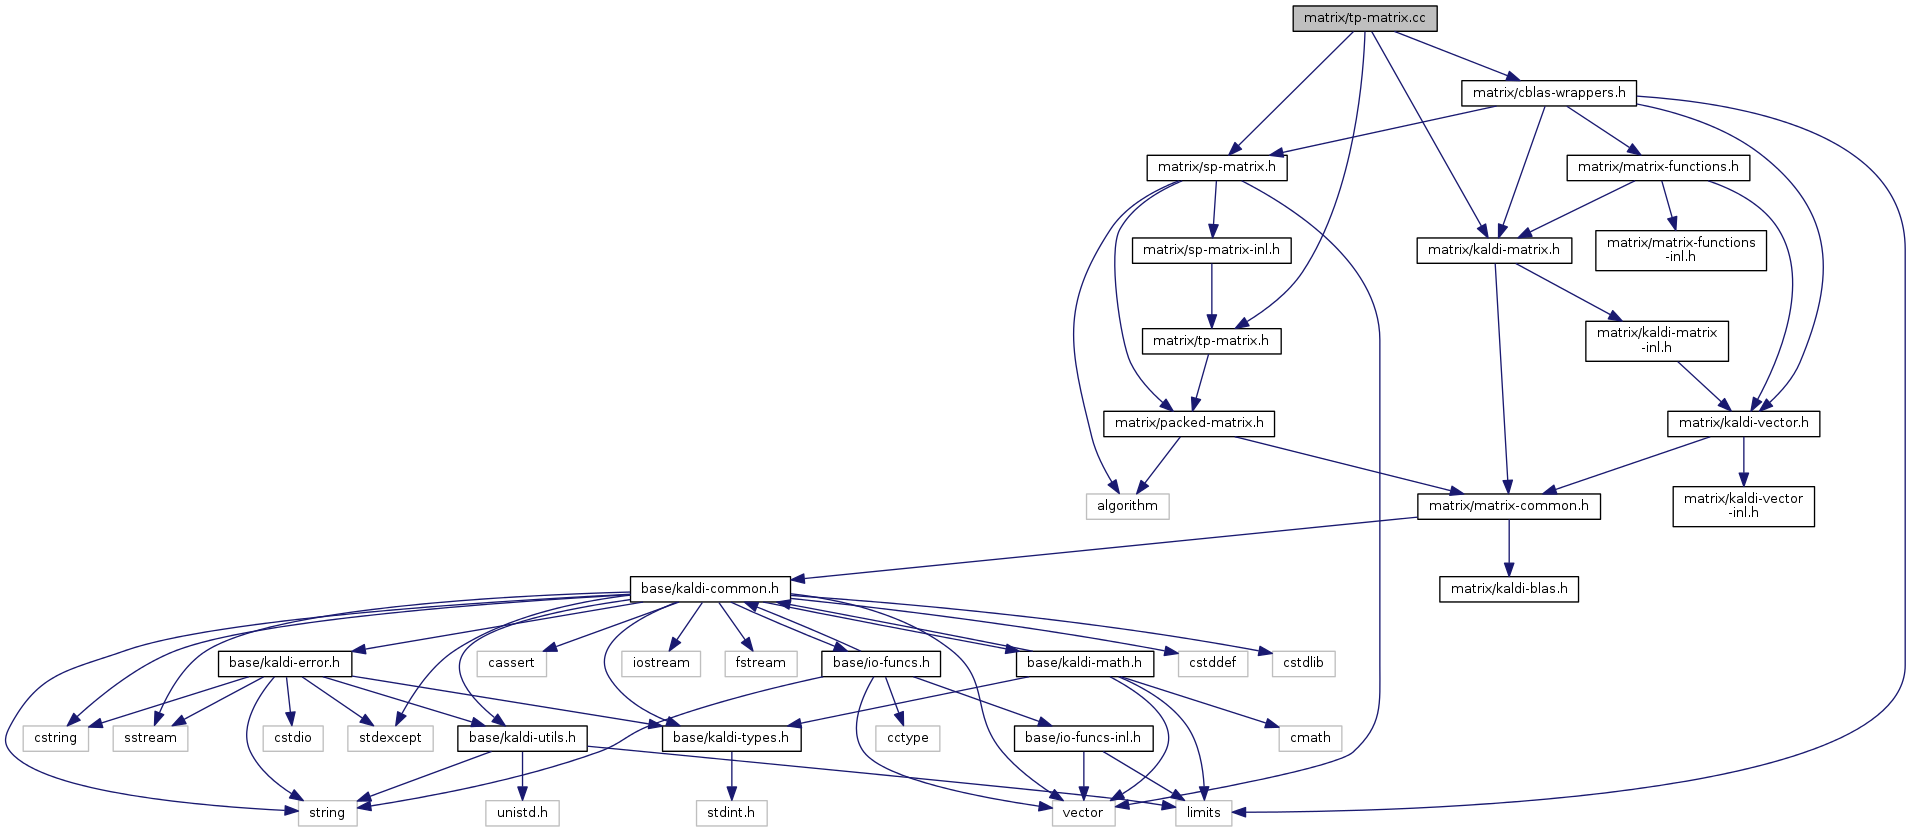 matrix/tp-matrix.cc
matrix/cblas-wrappers.h
matrix/sp-matrix.h
matrix/matrix-functions.h
matrix/sp-matrix-inl.h
matrix/kaldi-matrix.h
matrix/matrix-functions
-inl.h
matrix/tp-matrix.h
matrix/kaldi-matrix
-inl.h
matrix/packed-matrix.h
matrix/kaldi-vector.h
algorithm
matrix/matrix-common.h
matrix/kaldi-vector
-inl.h
base/kaldi-common.h
matrix/kaldi-blas.h
base/kaldi-error.h
cassert
iostream
fstream
base/io-funcs.h
base/kaldi-math.h
cstddef
cstdlib
cstring
sstream
cstdio
stdexcept
base/kaldi-utils.h
base/kaldi-types.h
cctype
base/io-funcs-inl.h
cmath
string
unistd.h
stdint.h
vector
limits